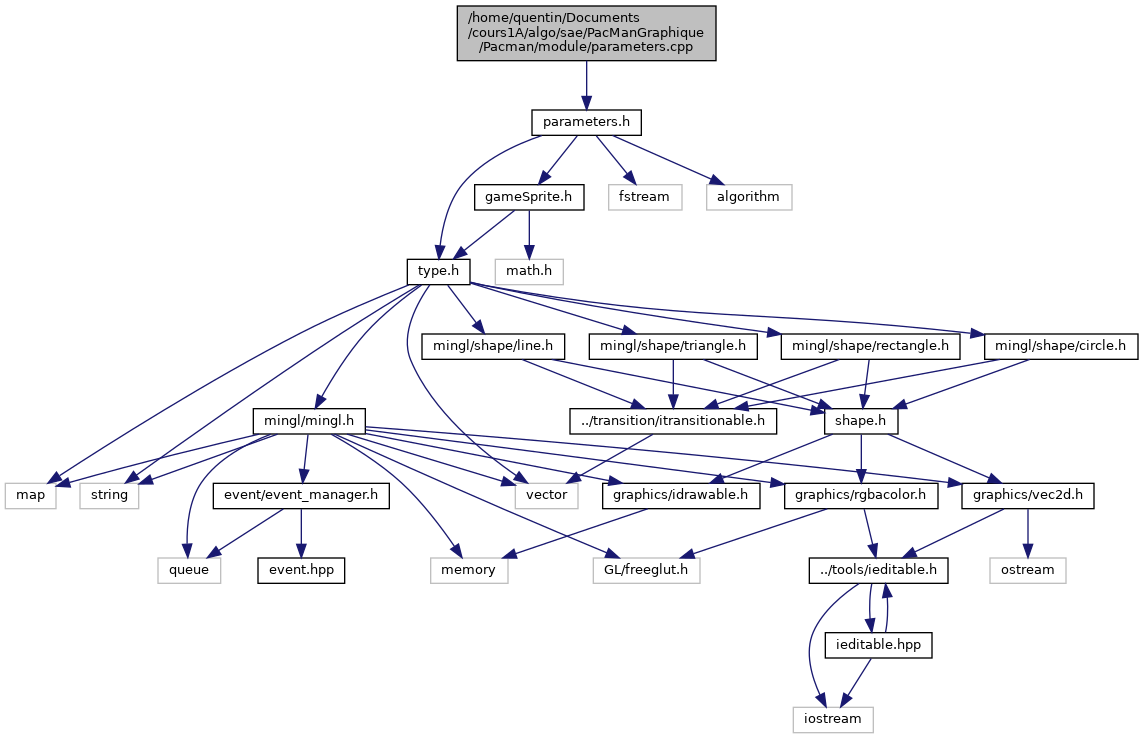 /home/quentin/Documents
/cours1A/algo/sae/PacManGraphique
/Pacman/module/parameters.cpp
parameters.h
gameSprite.h
fstream
algorithm
type.h
math.h
mingl/shape/line.h
mingl/shape/triangle.h
mingl/shape/rectangle.h
mingl/shape/circle.h
mingl/mingl.h
../transition/itransitionable.h
shape.h
map
string
event/event_manager.h
vector
graphics/idrawable.h
graphics/rgbacolor.h
graphics/vec2d.h
queue
event.hpp
memory
GL/freeglut.h
../tools/ieditable.h
ostream
ieditable.hpp
iostream